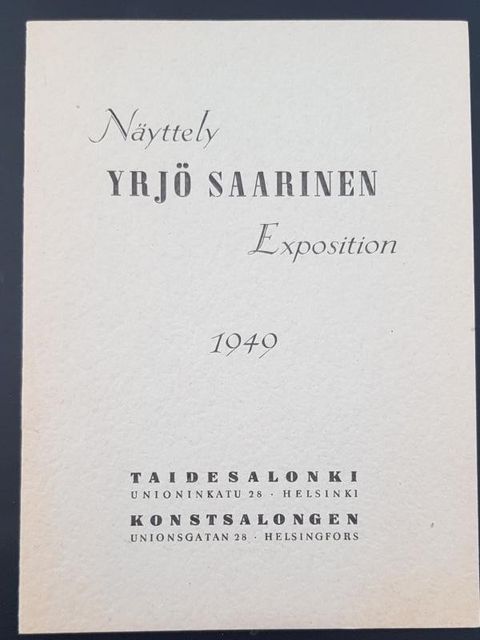 Näyttely
YRJÖ SAARINEN
Exposition
1949
TAIDESALONKI
UNIONINKATU 28 · HELSINKI
KONSTSALONGEN
UNIONSGATAN 28 · HELSINGFORS